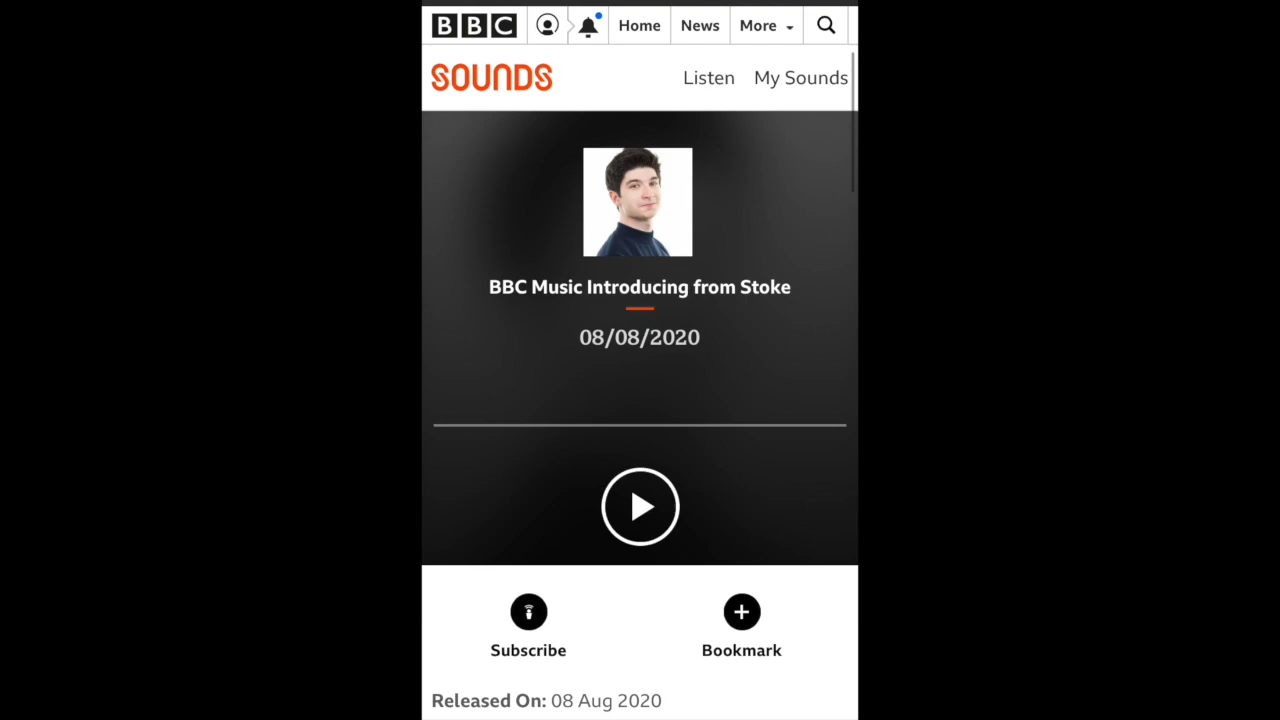 BBC Home News More
SOUNDS Listen My Sounds
BBC Music Introducing from Stoke
08/08/2020
Subscribe Bookmark
Released On: 08 Aug 2020